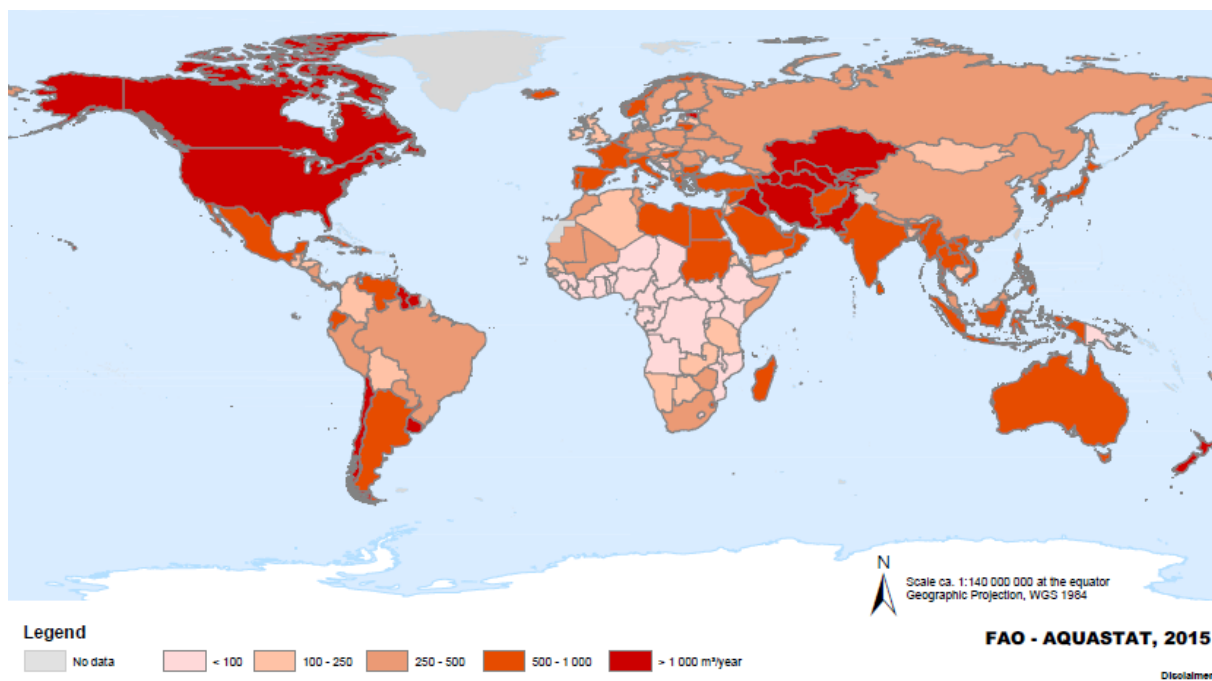 N
Scale ca. 1:140 000 000 at the equator
Geographic Projection, WGS 1984
Legend
FAO - AQUASTAT, 2015
No data < 100 100 - 250 250 - 500 500 - 1 000 > 1 000 m³/year
Disclaimer